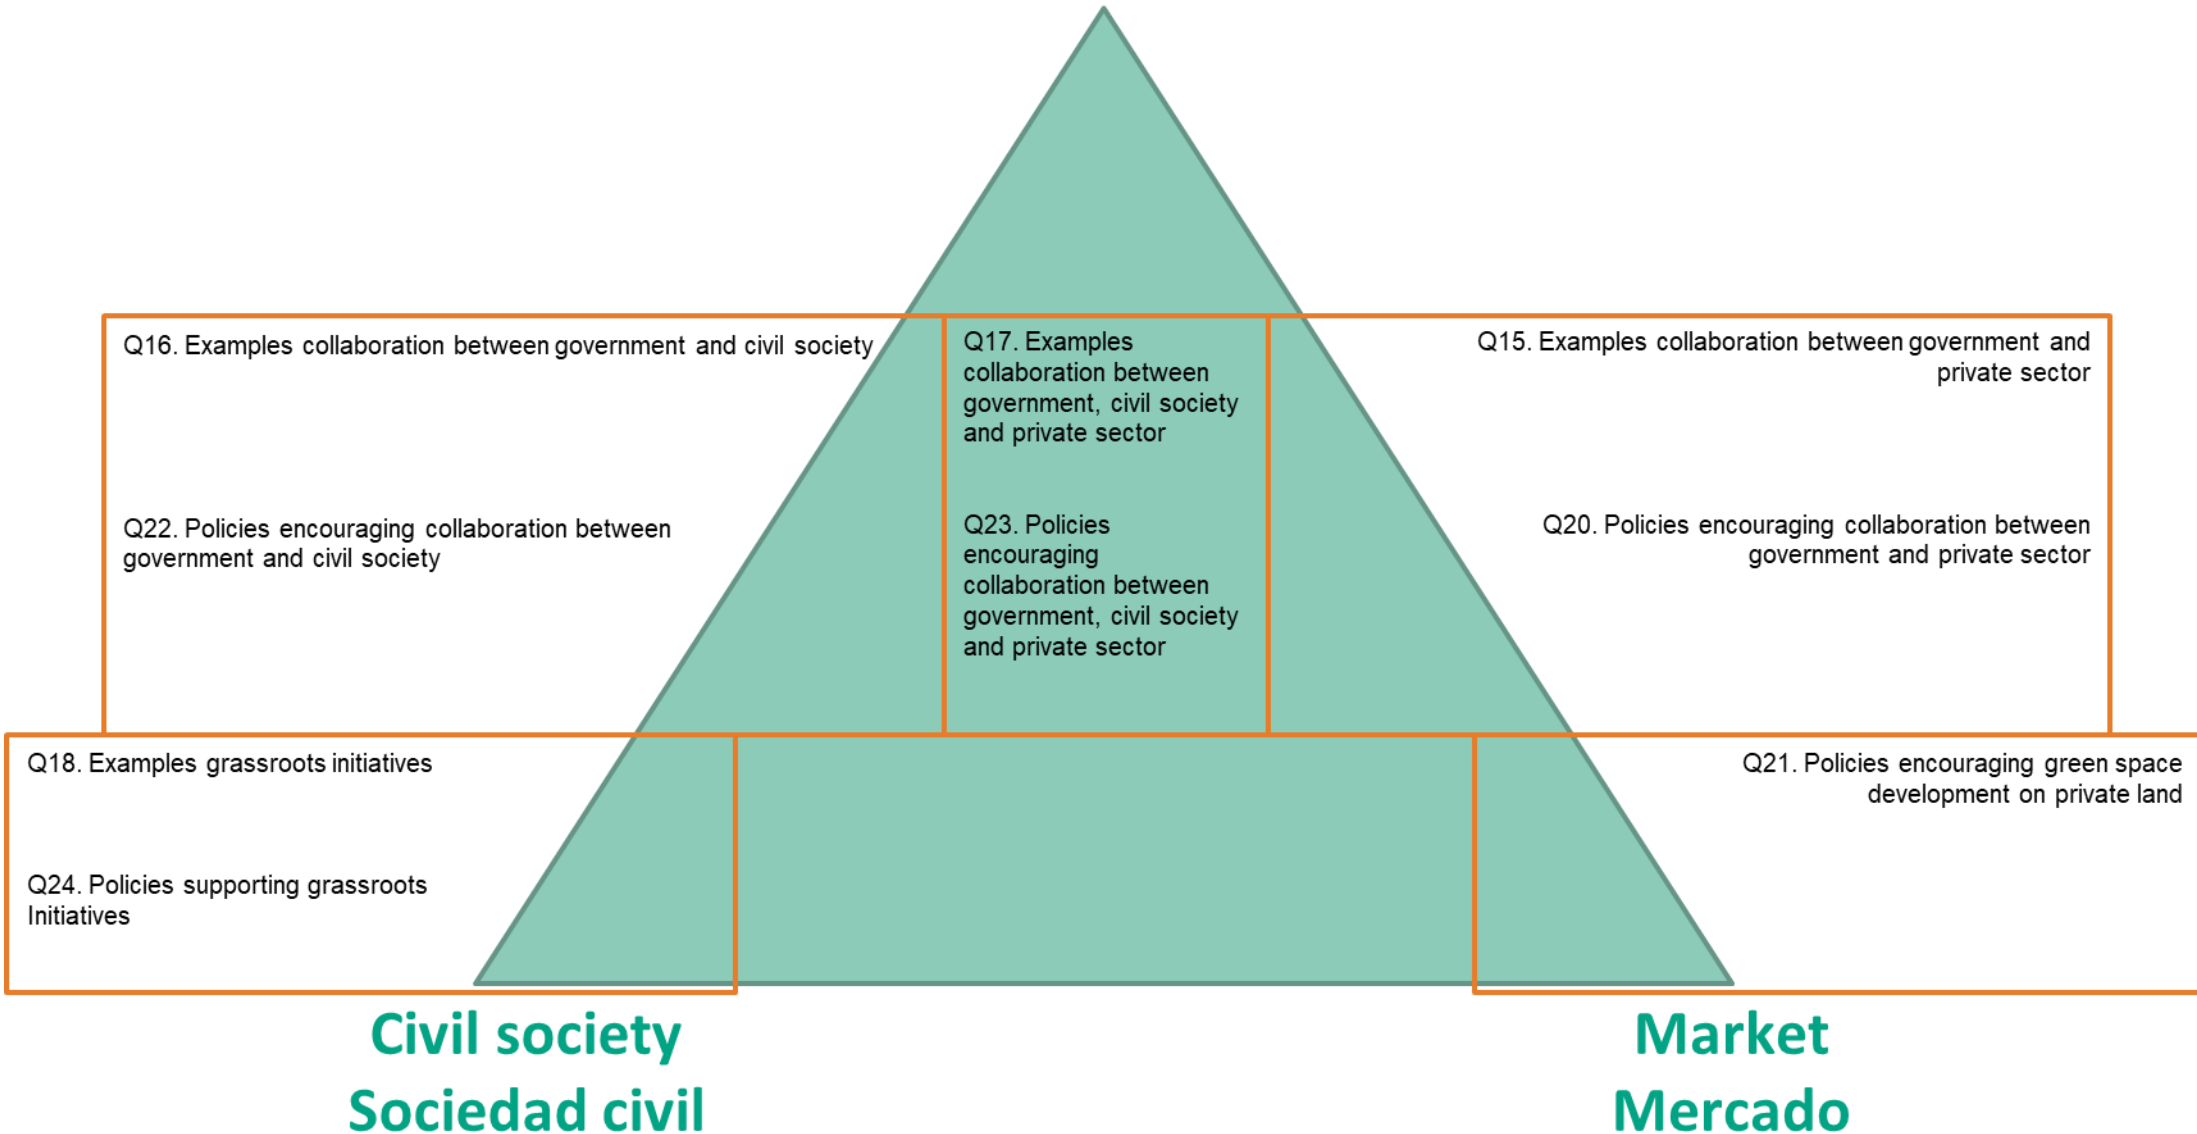 Q16. Examples collaboration between government and civil society
Q22. Policies encouraging collaboration between
government and civil society
Q17. Examples
collaboration between
government, civil society
and private sector
Q23. Policies
encouraging
collaboration between
government, civil society
and private sector
Q15. Examples collaboration between government and
private sector
Q20. Policies encouraging collaboration between
government and private sector
Q18. Examples grassroots initiatives
Q24. Policies supporting grassroots
Initiatives
Q21. Policies encouraging green space
development on private land
Civil society
Sociedad civil
Market
Mercado